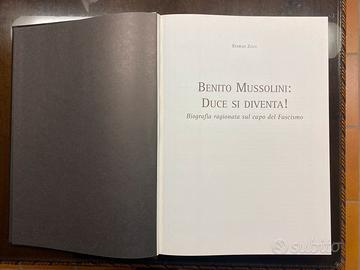 BENITO MUSSOLINI:
DUCE SI DIVENTA!
Biografia ragionata sul capo del Fascismo
subito